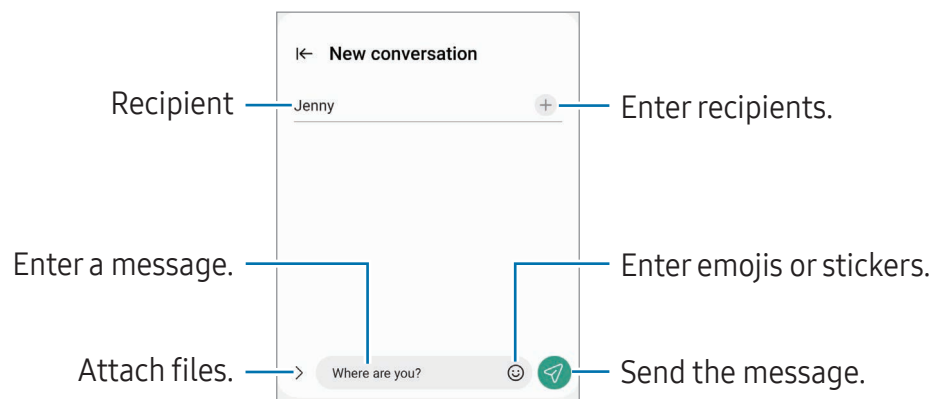 New conversation
Recipient
Jenny
Enter recipients.
Enter a message.
Enter emojis or stickers.
Attach files.
Where are you?
Send the message.